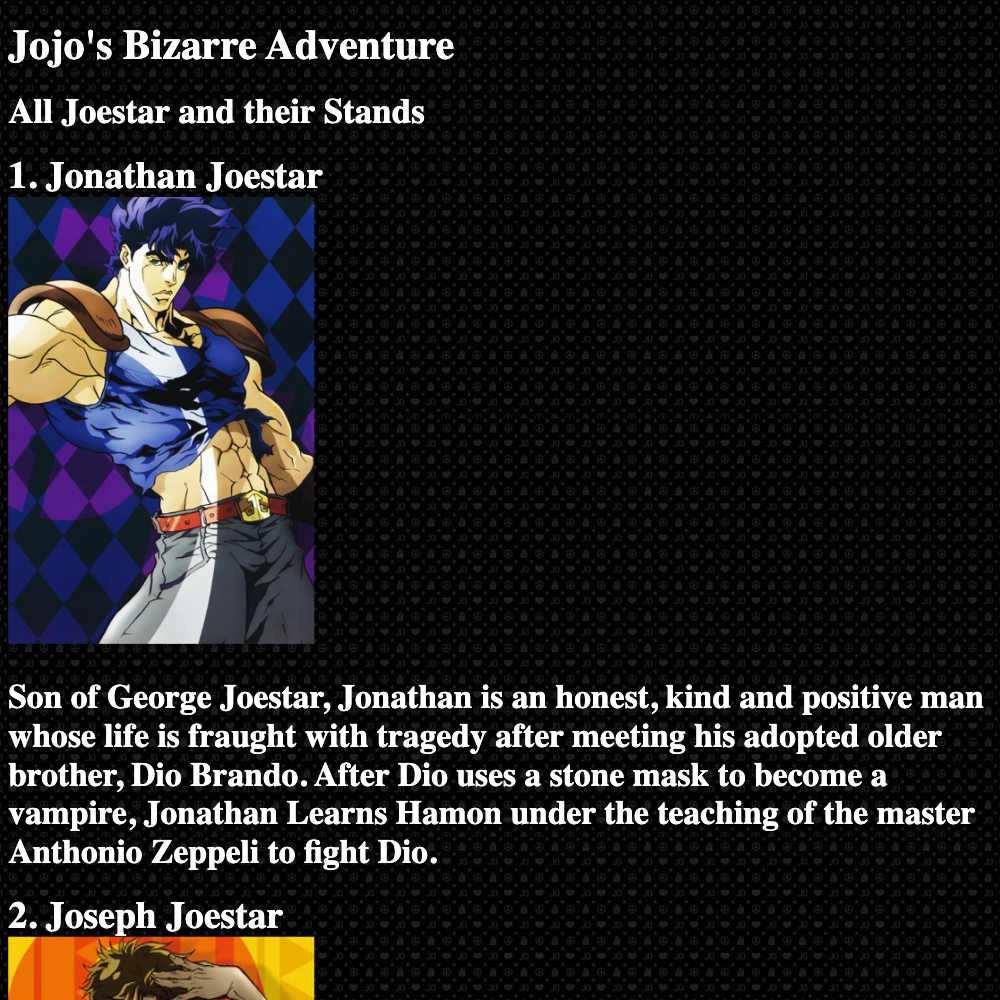 Jojo's Bizarre Adventure
All Joestar and their Stands
1. Jonathan Joestar
Son of George Joestar, Jonathan is an honest, kind and positive man
whose life is fraught with tragedy after meeting his adopted older
brother, Dio Brando. After Dio uses a stone mask to become a
vampire, Jonathan Learns Hamon under the teaching of the master
Anthonio Zeppeli to fight Dio.
2. Joseph Joestar